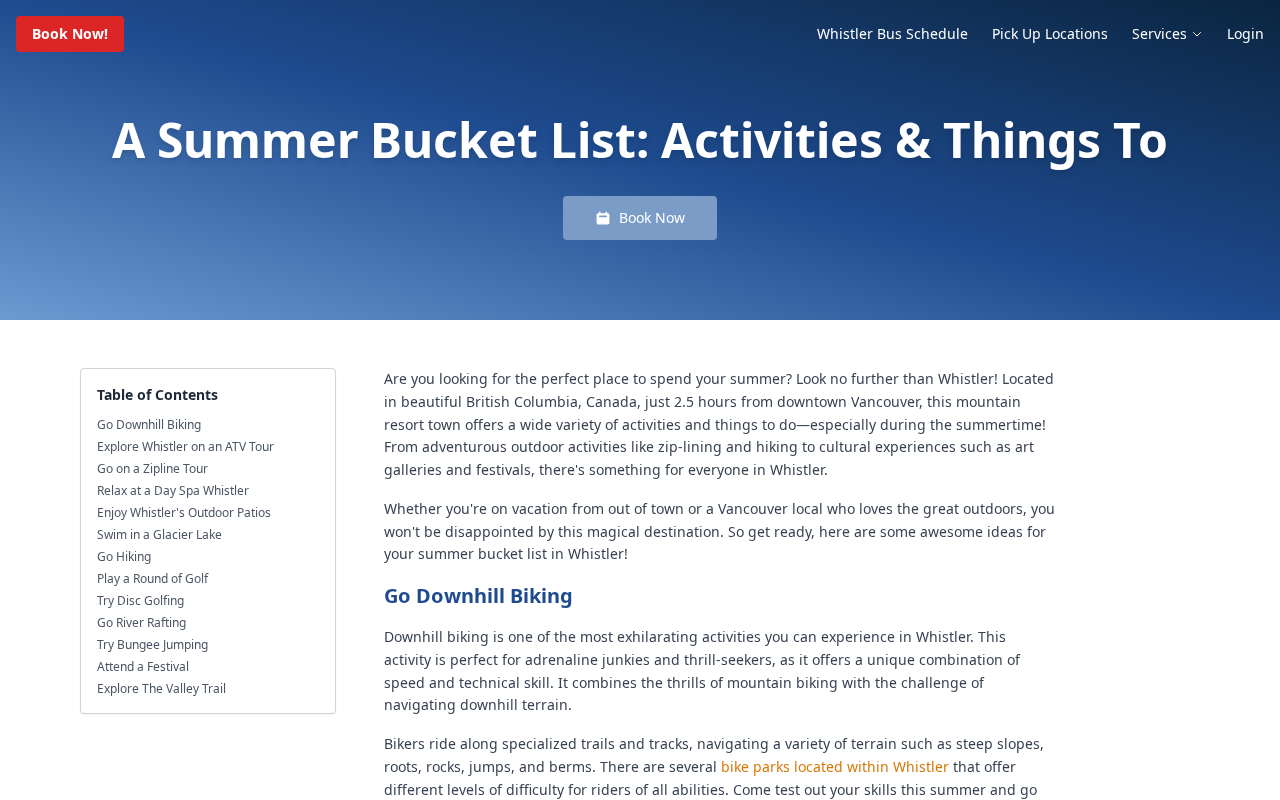 Book Now!
Whistler Bus Schedule
Pick Up Locations
Services
Login
A Summer Bucket List: Activities & Things To
Book Now
Table of Contents
Go Downhill Biking
Explore Whistler on an ATV Tour
Go on a Zipline Tour
Relax at a Day Spa Whistler
Enjoy Whistler's Outdoor Patios
Swim in a Glacier Lake
Go Hiking
Play a Round of Golf
Try Disc Golfing
Go River Rafting
Try Bungee Jumping
Attend a Festival
Explore The Valley Trail
Are you looking for the perfect place to spend your summer? Look no further than Whistler! Located
in beautiful British Columbia, Canada, just 2.5 hours from downtown Vancouver, this mountain
resort town offers a wide variety of activities and things to do—especially during the summertime!
From adventurous outdoor activities like zip-lining and hiking to cultural experiences such as art
galleries and festivals, there's something for everyone in Whistler.
Whether you're on vacation from out of town or a Vancouver local who loves the great outdoors, you
won't be disappointed by this magical destination. So get ready, here are some awesome ideas for
your summer bucket list in Whistler!
Go Downhill Biking
Downhill biking is one of the most exhilarating activities you can experience in Whistler. This
activity is perfect for adrenaline junkies and thrill-seekers, as it offers a unique combination of
speed and technical skill. It combines the thrills of mountain biking with the challenge of
navigating downhill terrain.
Bikers ride along specialized trails and tracks, navigating a variety of terrain such as steep slopes,
roots, rocks, jumps, and berms. There are several bike parks located within Whistler that offer
different levels of difficulty for riders of all abilities. Come test out your skills this summer and go